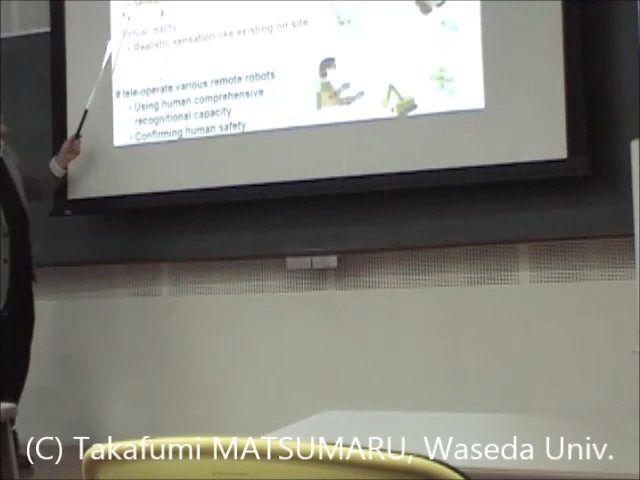 Virtual reality
- Realistic sensation like existing on site
# tele-operate various remote robots
- Using human comprehensive
recognitional capacity
- Confirming human safety
(C) Takafumi MATSUMARU, Waseda Univ.